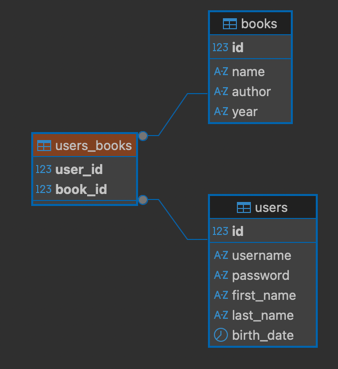 books
123 id
A-Z name
A-Z author
A-Z year
users_books
123 user_id
123 book_id
users
123 id
A-Z username
A-Z password
A-Z first_name
A-Z last_name
birth_date